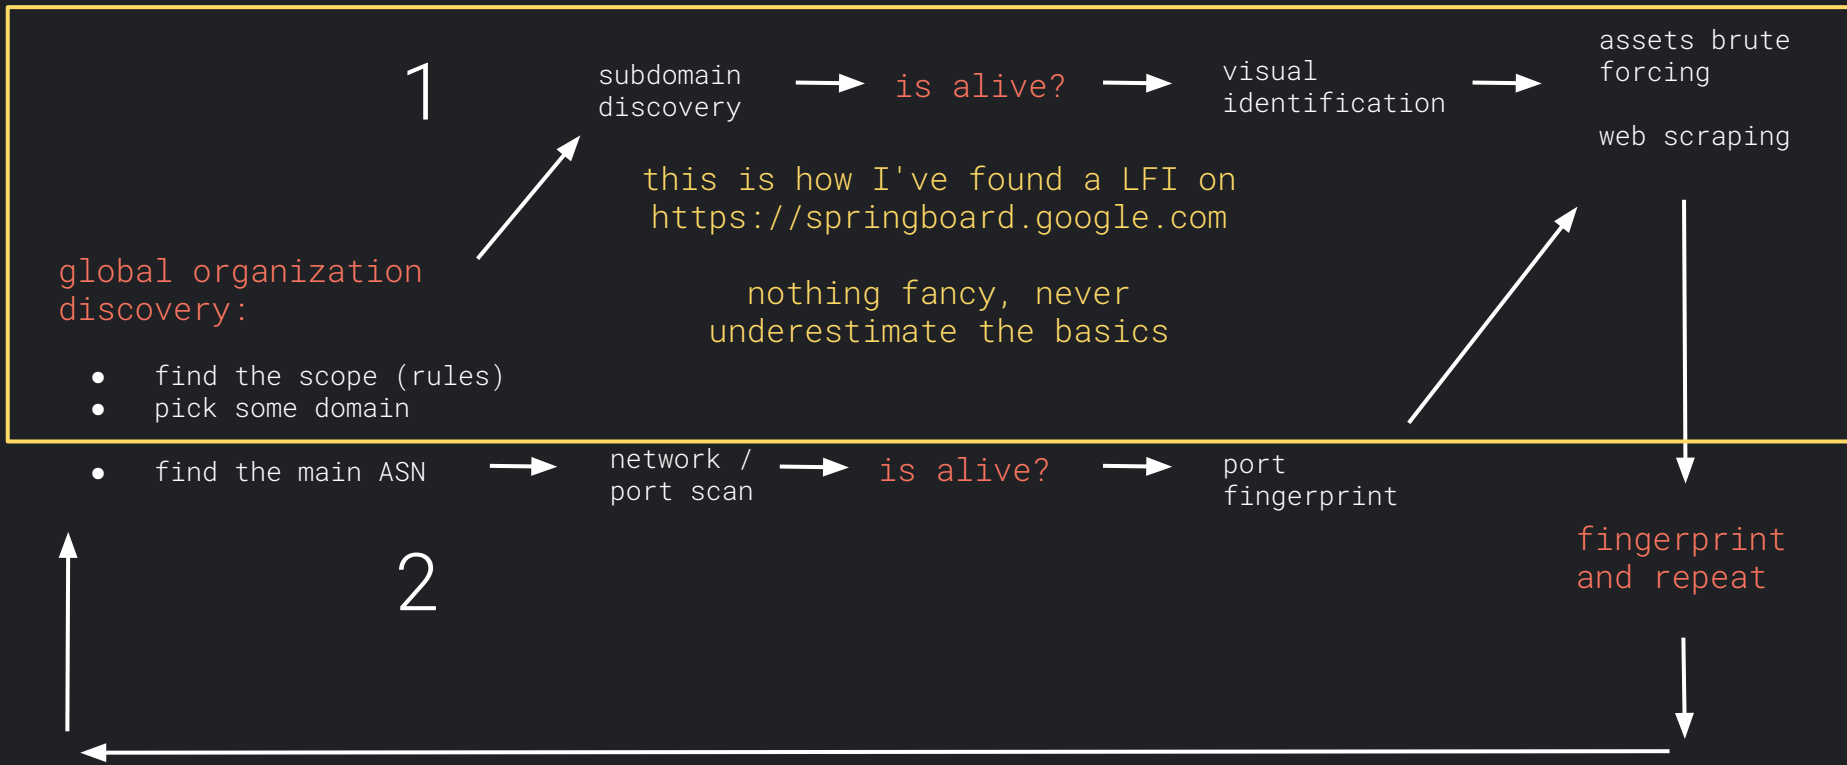 1
subdomain
discovery
is alive?
visual
identification
assets brute
forcing
web scraping
this is how I've found a LFI on
https://springboard.google.com
nothing fancy, never
underestimate the basics
global organization
discovery:
● find the scope (rules)
● pick some domain
● find the main ASN
network /
port scan
is alive?
port
fingerprint
2
fingerprint
and repeat